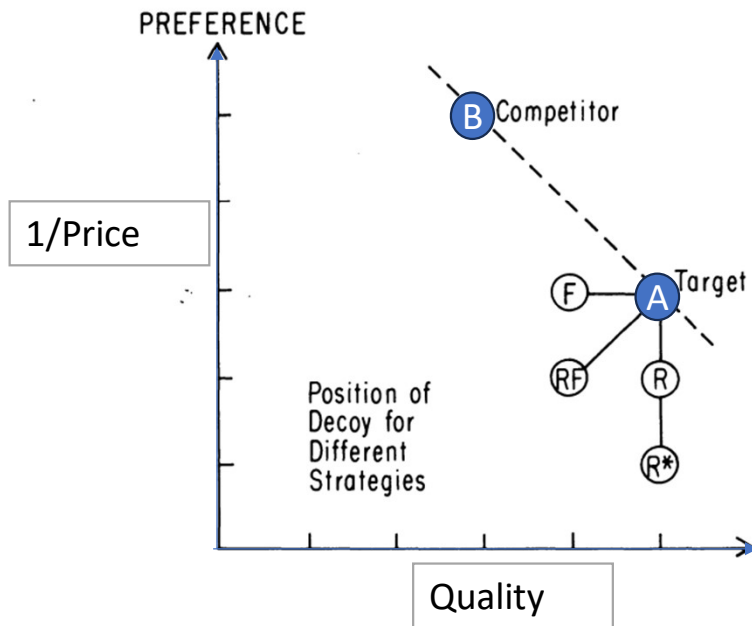 PREFERENCE
B Competitor
1/Price
A Target
F
RF
R
Position of
Decoy for
Different
Strategies
R*
Quality